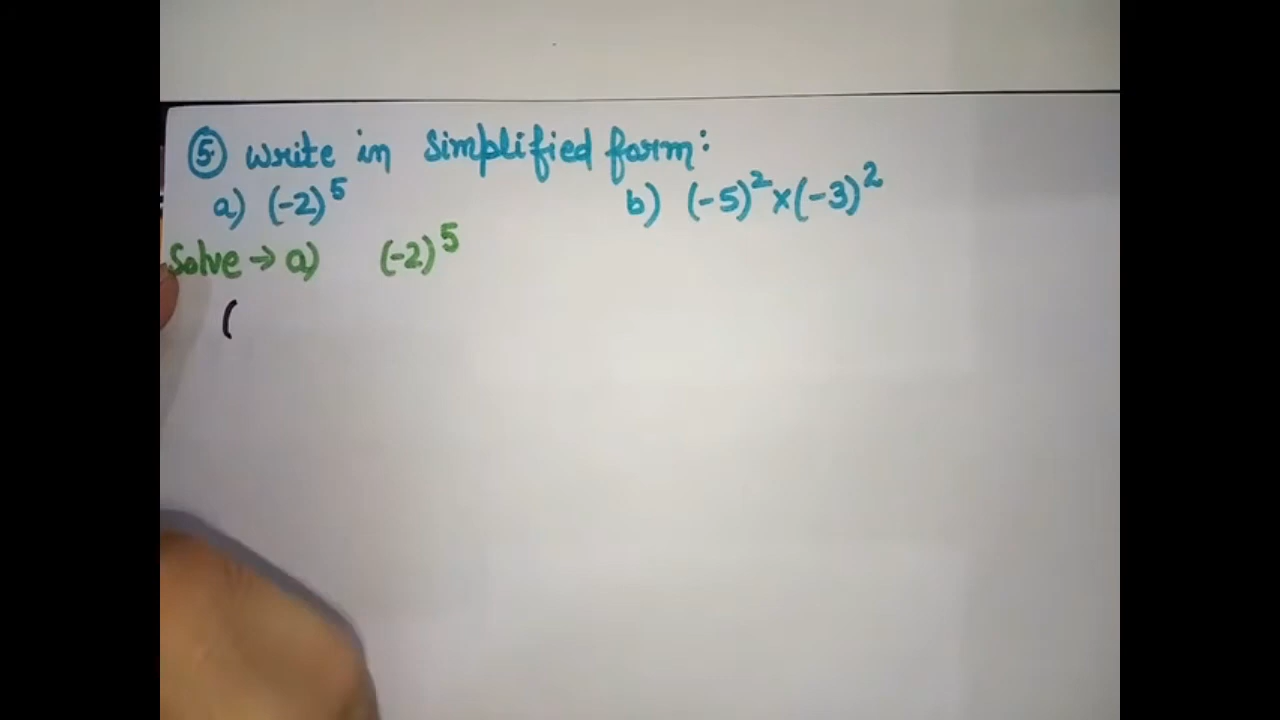 ⑤ Write in simplified form:
a) (-2)⁵ b) (-5)² x (-3)²
Solve → a) (-2)⁵
(